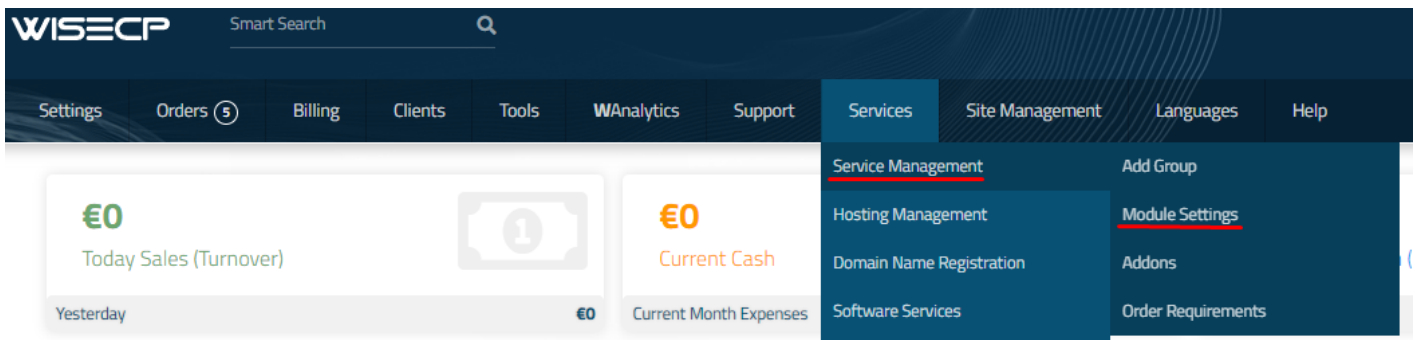 WISECP
Smart Search
Settings
Orders 5
Billing
Clients
Tools
WAnalytics
Support
Services
Site Management
Languages
Help
Service Management
Add Group
Hosting Management
Module Settings
Domain Name Registration
Addons
Software Services
Order Requirements
€0
1
Today Sales (Turnover)
Yesterday
€0
€0
Current Cash
Current Month Expenses
(